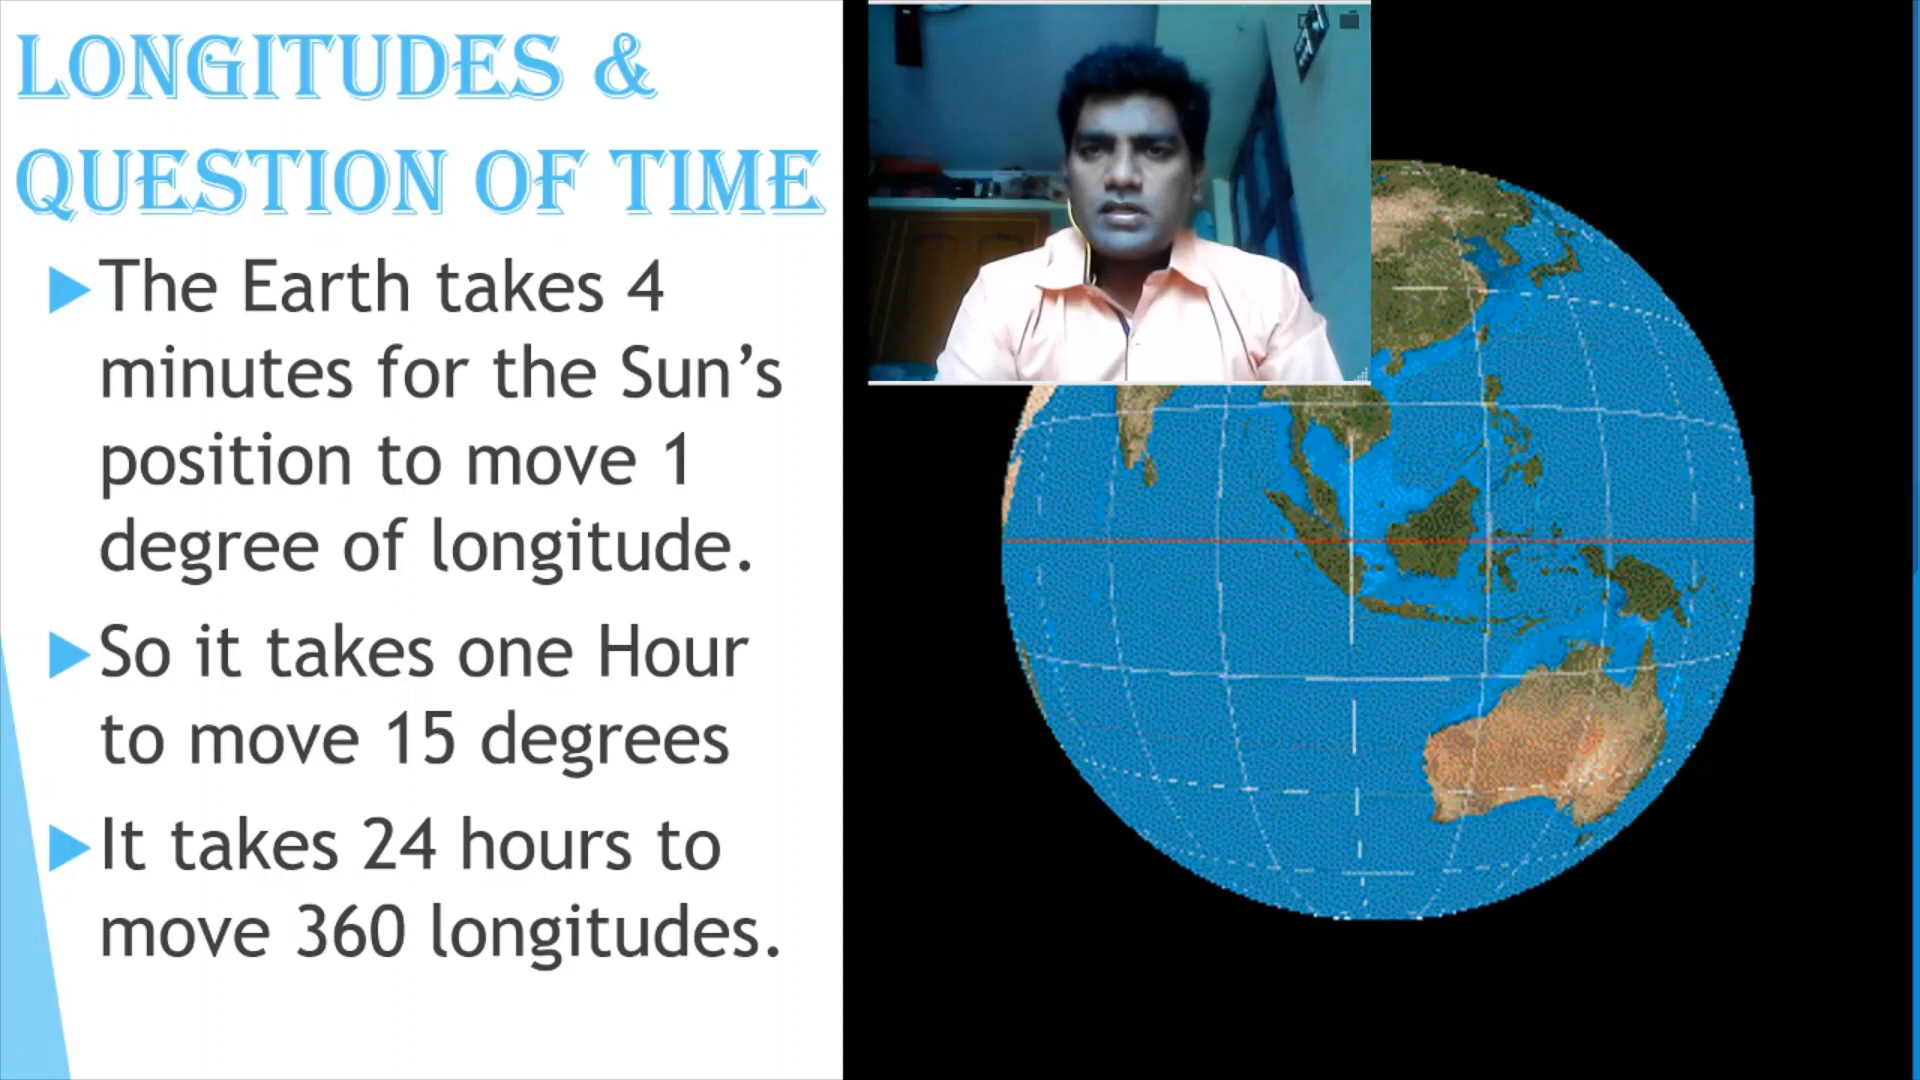 LONGITUDES &
QUESTION OF TIME
The Earth takes 4
minutes for the Sun’s
position to move 1
degree of longitude.
So it takes one Hour
to move 15 degrees
It takes 24 hours to
move 360 longitudes.